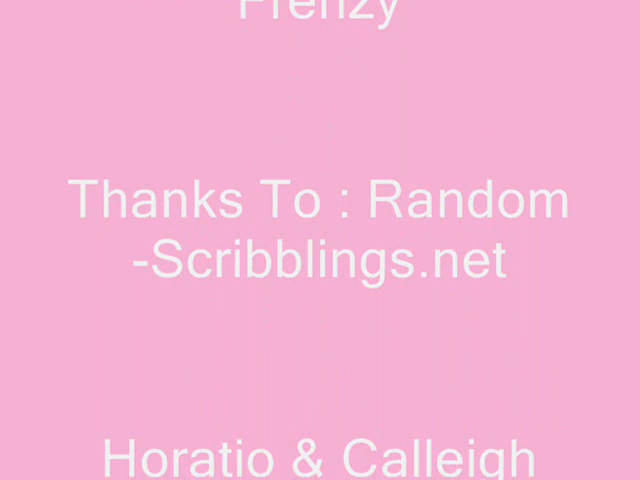 Frenzy
Thanks To : Random
-Scribblings.net
Horatio & Calleigh